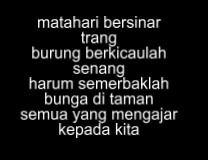 matahari bersinar
trang
burung berkicaulah
senang
harum semerbaklah
bunga di taman
semua yang mengajar
kepada kita